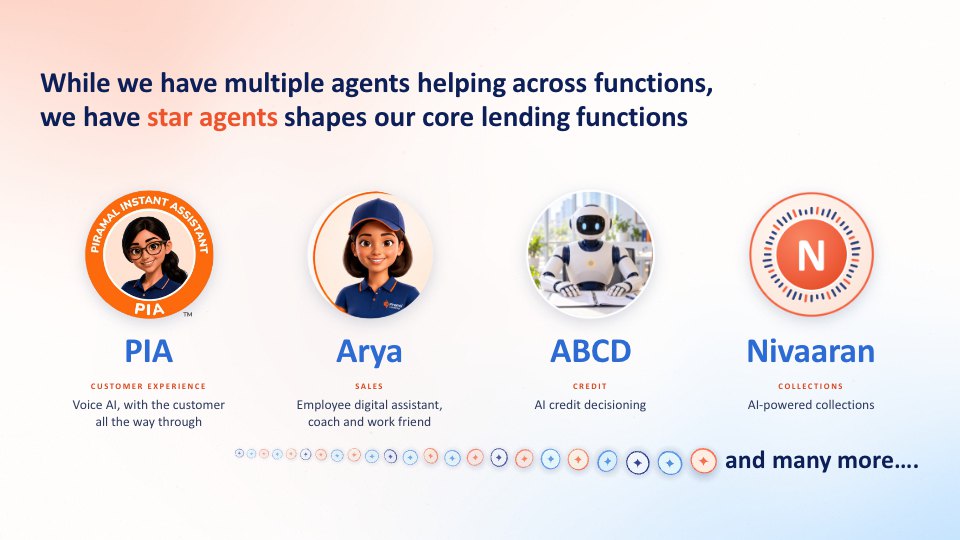 While we have multiple agents helping across functions,
we have star agents shapes our core lending functions
PIRAMAL INSTANT ASSISTANT
PIA
TM
N
PIA
Arya
ABCD
Nivaaran
CUSTOMER EXPERIENCE
SALES
CREDIT
COLLECTIONS
Voice AI, with the customer
all the way through
Employee digital assistant,
coach and work friend
AI credit decisioning
AI-powered collections
and many more....